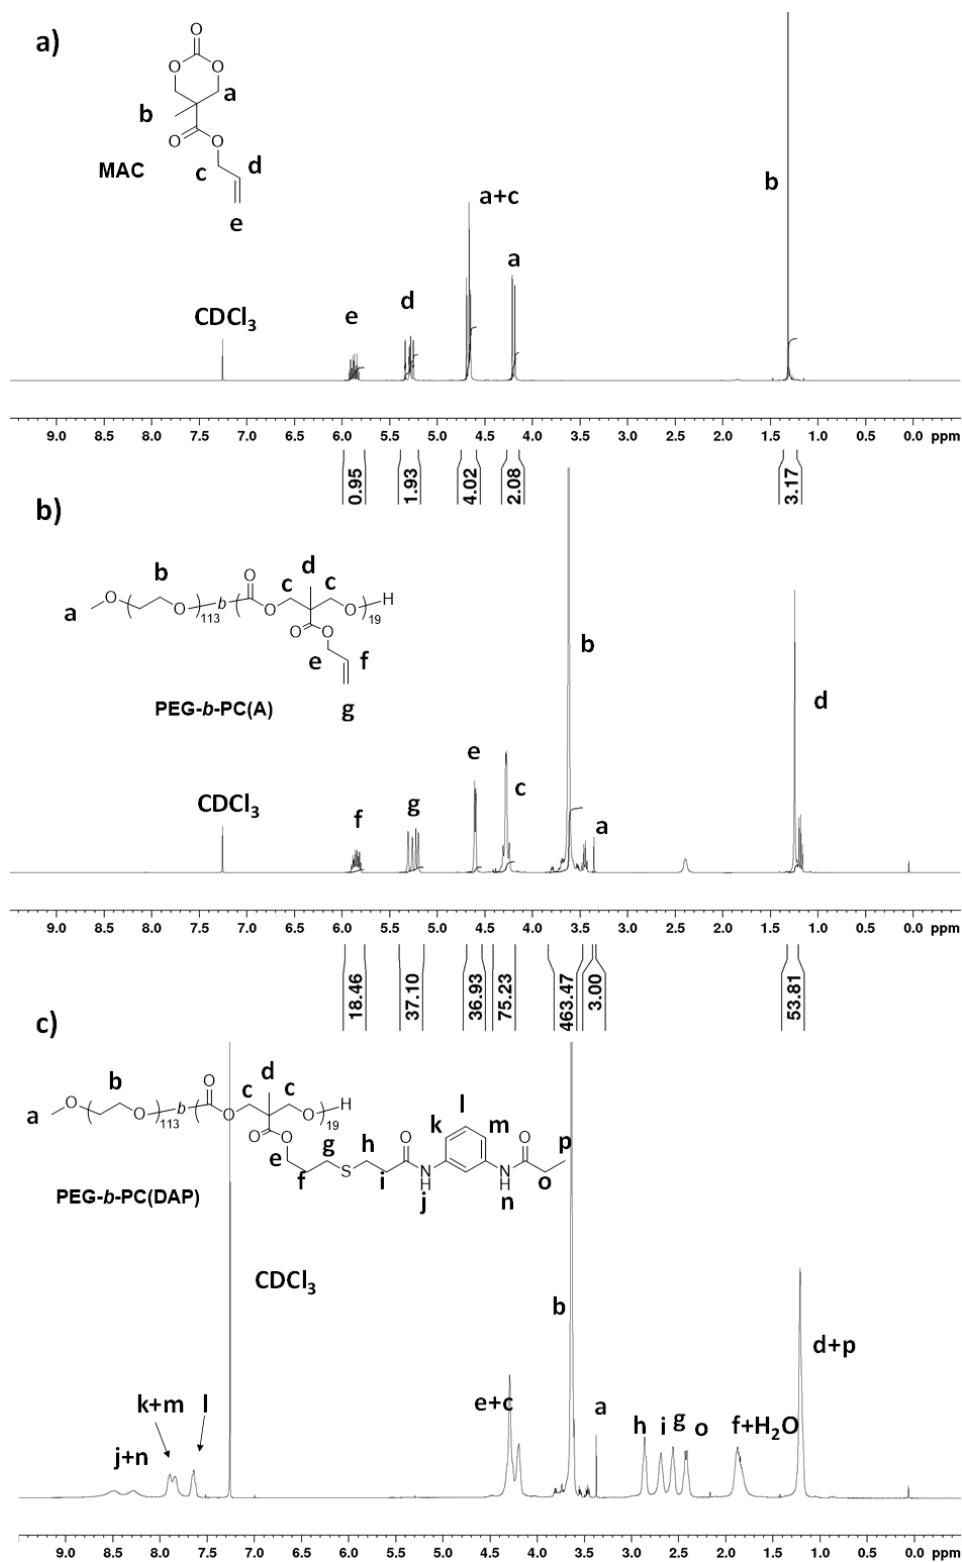 a)
O
O O
a
b
O O
MAC
c d
e
CDCl3
e
d
a+c
a
b
9.0 8.5 8.0 7.5 7.0 6.5 6.0 5.5 5.0 4.5 4.0 3.5 3.0 2.5 2.0 1.5 1.0 0.5 0.0 ppm
0.95 1.93 4.02 2.08 3.17
b)
a O b O 113 b O O c d c O H 19
O O
e f
g
PEG-b-PC(A)
CDCl3
f
g
e
c
b
a
d
9.0 8.5 8.0 7.5 7.0 6.5 6.0 5.5 5.0 4.5 4.0 3.5 3.0 2.5 2.0 1.5 1.0 0.5 0.0 ppm
18.46 37.10 36.93 75.23 463.47 3.00 53.81
c)
a O b O 113 b O O c d c O H 19
O O
e f g S h i O N H j k l m N H n O o p
PEG-b-PC(DAP)
CDCl3
j+n
k+m
l
e+c
b
a
h i g o
f+H2O
d+p
9.0 8.5 8.0 7.5 7.0 6.5 6.0 5.5 5.0 4.5 4.0 3.5 3.0 2.5 2.0 1.5 1.0 0.5 0.0 ppm